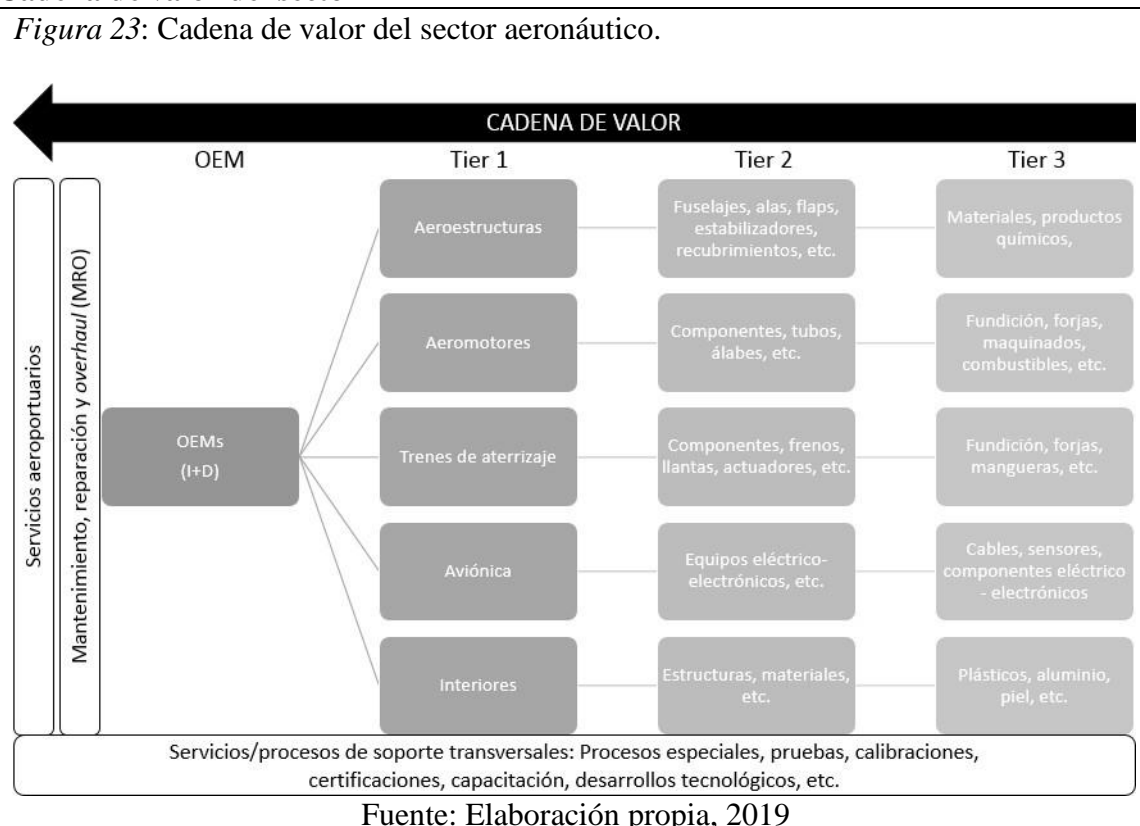 Figura 23: Cadena de valor del sector aeronáutico.
CADENA DE VALOR
OEM
Tier 1
Tier 2
Tier 3
Servicios aeroportuarios
Mantenimiento, reparación y overhaul (MRO)
OEMs
(I+D)
Aeroestructuras
Fuselajes, alas, flaps,
estabilizadores,
recubrimientos, etc.
Materiales, productos
químicos,
Aeromotores
Componentes, tubos,
álabes, etc.
Fundición, forjas,
maquinados,
combustibles, etc.
Trenes de aterrizaje
Componentes, frenos,
llantas, actuadores, etc.
Fundición, forjas,
mangueras, etc.
Aviónica
Equipos eléctrico-
electrónicos, etc.
Cables, sensores,
componentes eléctrico
- electrónicos
Interiores
Estructuras, materiales,
etc.
Plásticos, aluminio,
piel, etc.
Servicios/procesos de soporte transversales: Procesos especiales, pruebas, calibraciones,
certificaciones, capacitación, desarrollos tecnológicos, etc.
Fuente: Elaboración propia, 2019